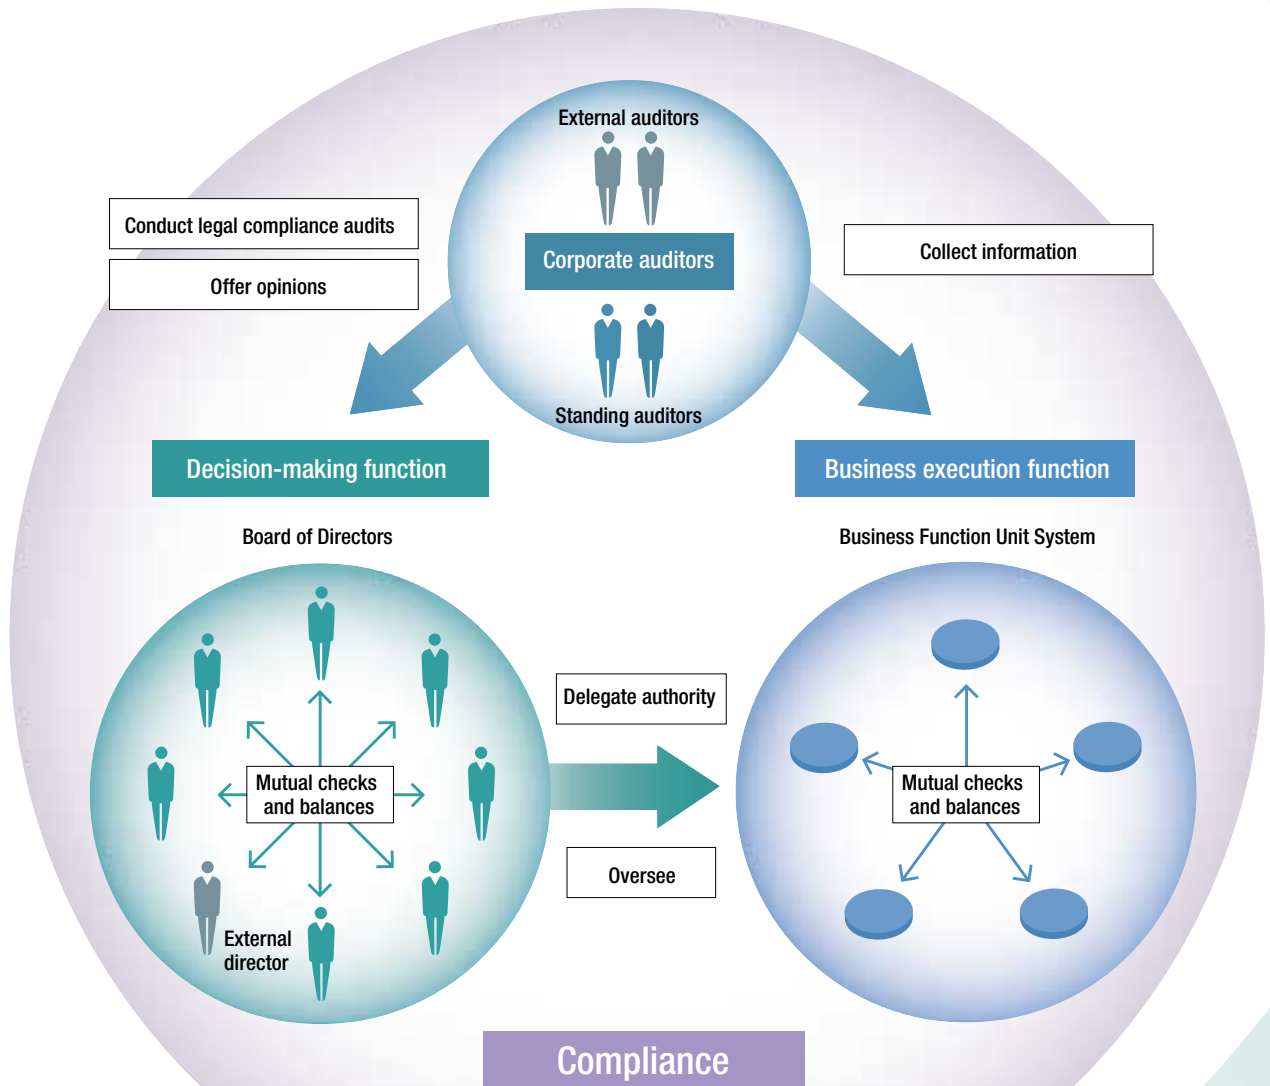 External auditors
Corporate auditors
Standing auditors
Conduct legal compliance audits
Offer opinions
Collect information
Decision-making function
Business execution function
Board of Directors
Business Function Unit System
Mutual checks
and balances
External
director
Delegate authority
Oversee
Mutual checks
and balances
Compliance